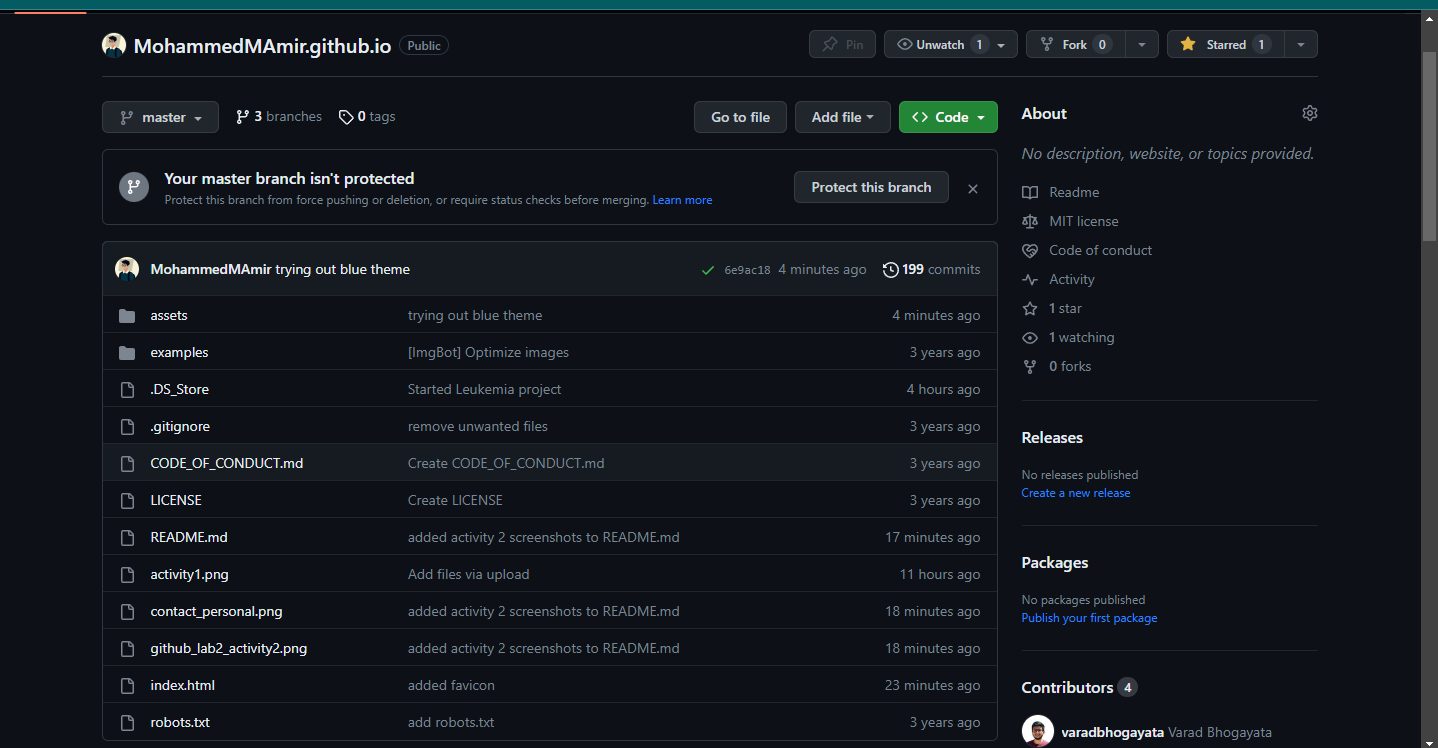 MohammedMAmir.github.io Public Pin Unwatch 1 Fork 0 Starred 1
master 3 branches 0 tags Go to file Add file <> Code
Your master branch isn't protected
Protect this branch from force pushing or deletion, or require status checks before merging. Learn more
Protect this branch
MohammedMAmir trying out blue theme 6e9ac18 4 minutes ago 199 commits
assets trying out blue theme 4 minutes ago
examples [ImgBot] Optimize images 3 years ago
.DS_Store Started Leukemia project 4 hours ago
.gitignore remove unwanted files 3 years ago
CODE_OF_CONDUCT.md Create CODE_OF_CONDUCT.md 3 years ago
LICENSE Create LICENSE 3 years ago
README.md added activity 2 screenshots to README.md 17 minutes ago
activity1.png Add files via upload 11 hours ago
contact_personal.png added activity 2 screenshots to README.md 18 minutes ago
github_lab2_activity2.png added activity 2 screenshots to README.md 18 minutes ago
index.html added favicon 23 minutes ago
robots.txt add robots.txt 3 years ago
About
No description, website, or topics provided.
Readme
MIT license
Code of conduct
Activity
1 star
1 watching
0 forks
Releases
No releases published
Create a new release
Packages
No packages published
Publish your first package
Contributors 4
varadbhogayata Varad Bhogayata